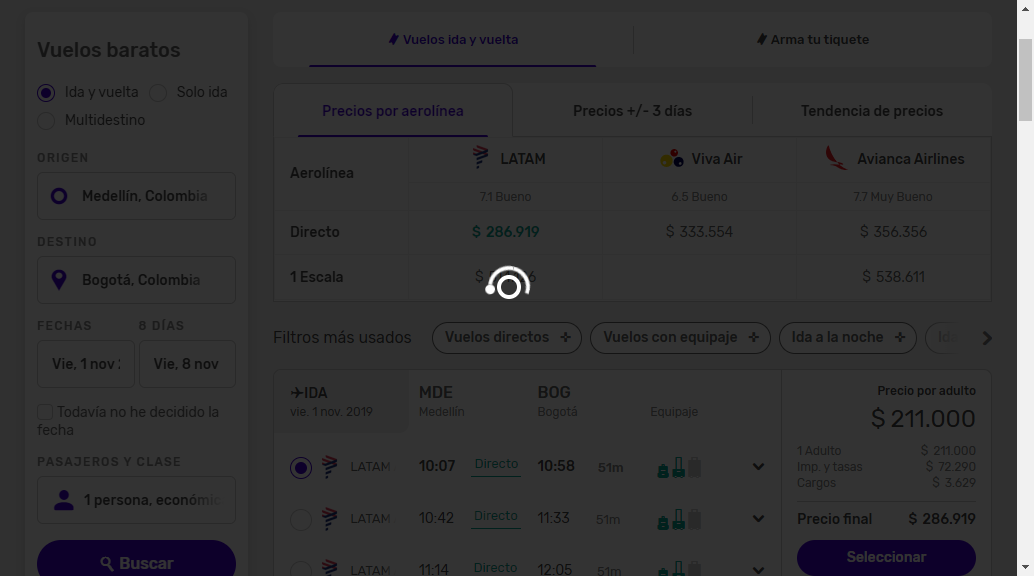 Vuelos baratos
Ida y vuelta
Solo ida
Multidestino
ORIGEN
Medellín, Colombia
DESTINO
Bogotá, Colombia
FECHAS
8 DÍAS
Vie, 1 nov
Vie, 8 nov
Todavía no he decidido la
fecha
PASAJEROS Y CLASE
1 persona, económic
Buscar
Vuelos ida y vuelta
Arma tu tiquete
Precios por aerolínea
Precios +/- 3 días
Tendencia de precios
Aerolínea
LATAM
Viva Air
Avianca Airlines
7.1 Bueno
6.5 Bueno
7.7 Muy Bueno
Directo
$ 286.919
$ 333.554
$ 356.356
1 Escala
$
$ 538.611
Filtros más usados
Vuelos directos
Vuelos con equipaje
Ida a la noche
IDA
MDE
BOG
vie. 1 nov. 2019
Medellín
Bogotá
Equipaje
LATAM
10:07
Directo
10:58
51m
LATAM
10:42
Directo
11:33
51m
LATAM
11:14
Directo
12:05
51m
Precio por adulto
$ 211.000
1 Adulto
$ 211.000
Imp. y tasas
$ 72.290
Cargos
$ 3.629
Precio final
$ 286.919
Seleccionar